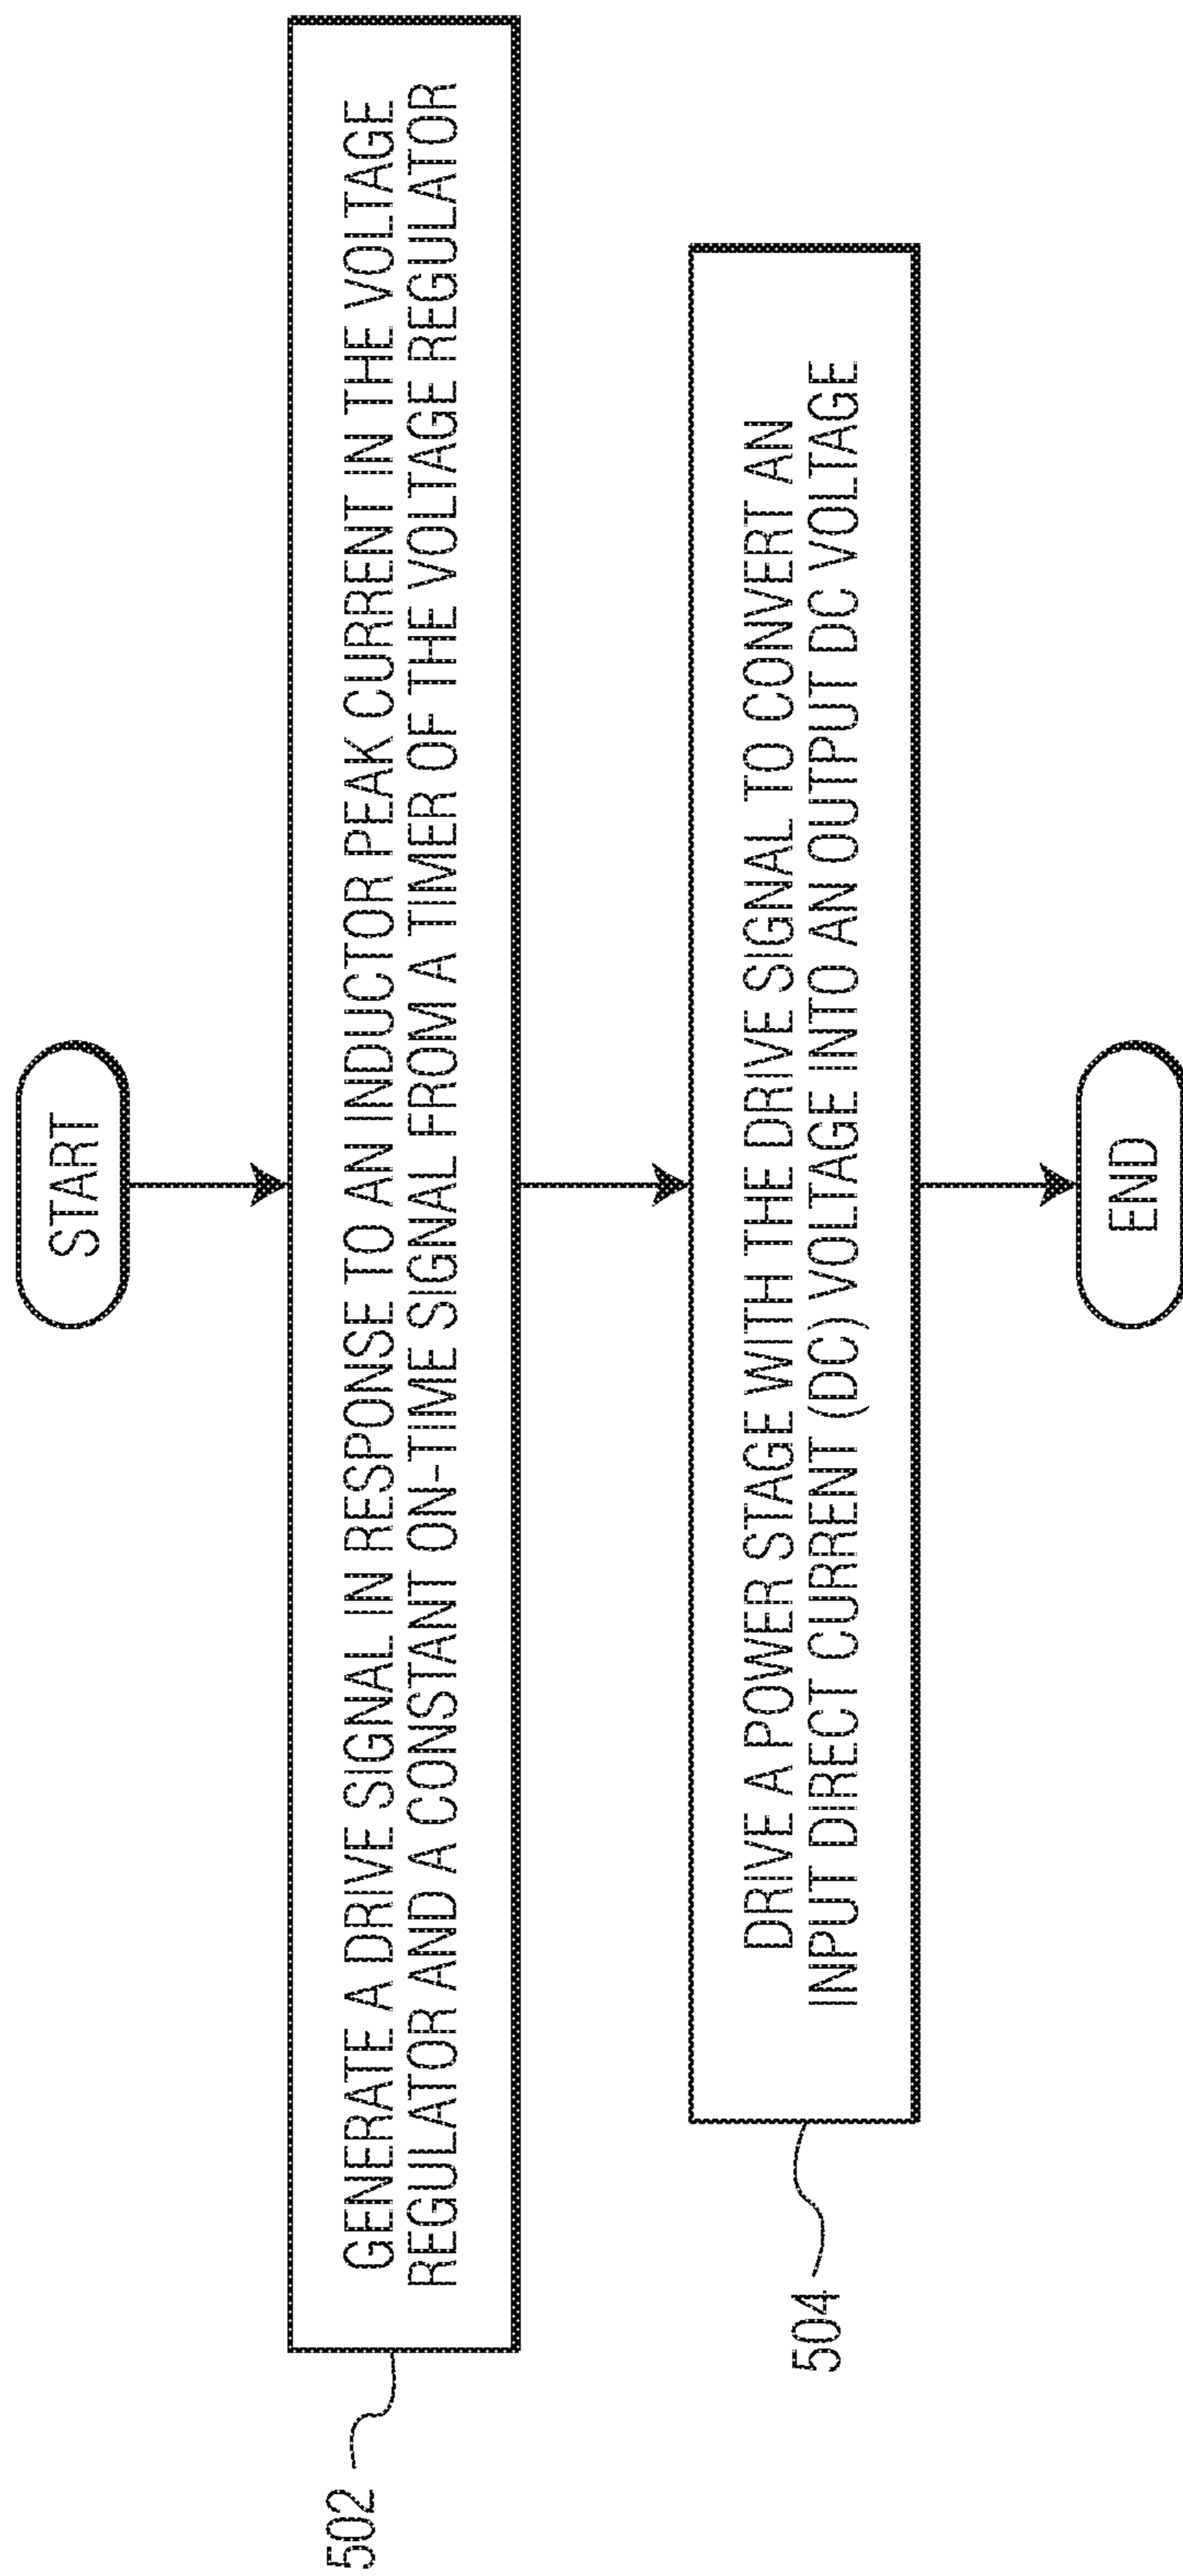 START
GENERATE A DRIVE SIGNAL IN RESPONSE TO AN INDUCTOR PEAK CURRENT IN THE VOLTAGE
REGULATOR AND A CONSTANT ON-TIME SIGNAL FROM A TIMER OF THE VOLTAGE REGULATOR
502
DRIVE A POWER STAGE WITH THE DRIVE SIGNAL TO CONVERT AN
INPUT DIRECT CURRENT (DC) VOLTAGE INTO AN OUTPUT DC VOLTAGE
504
END